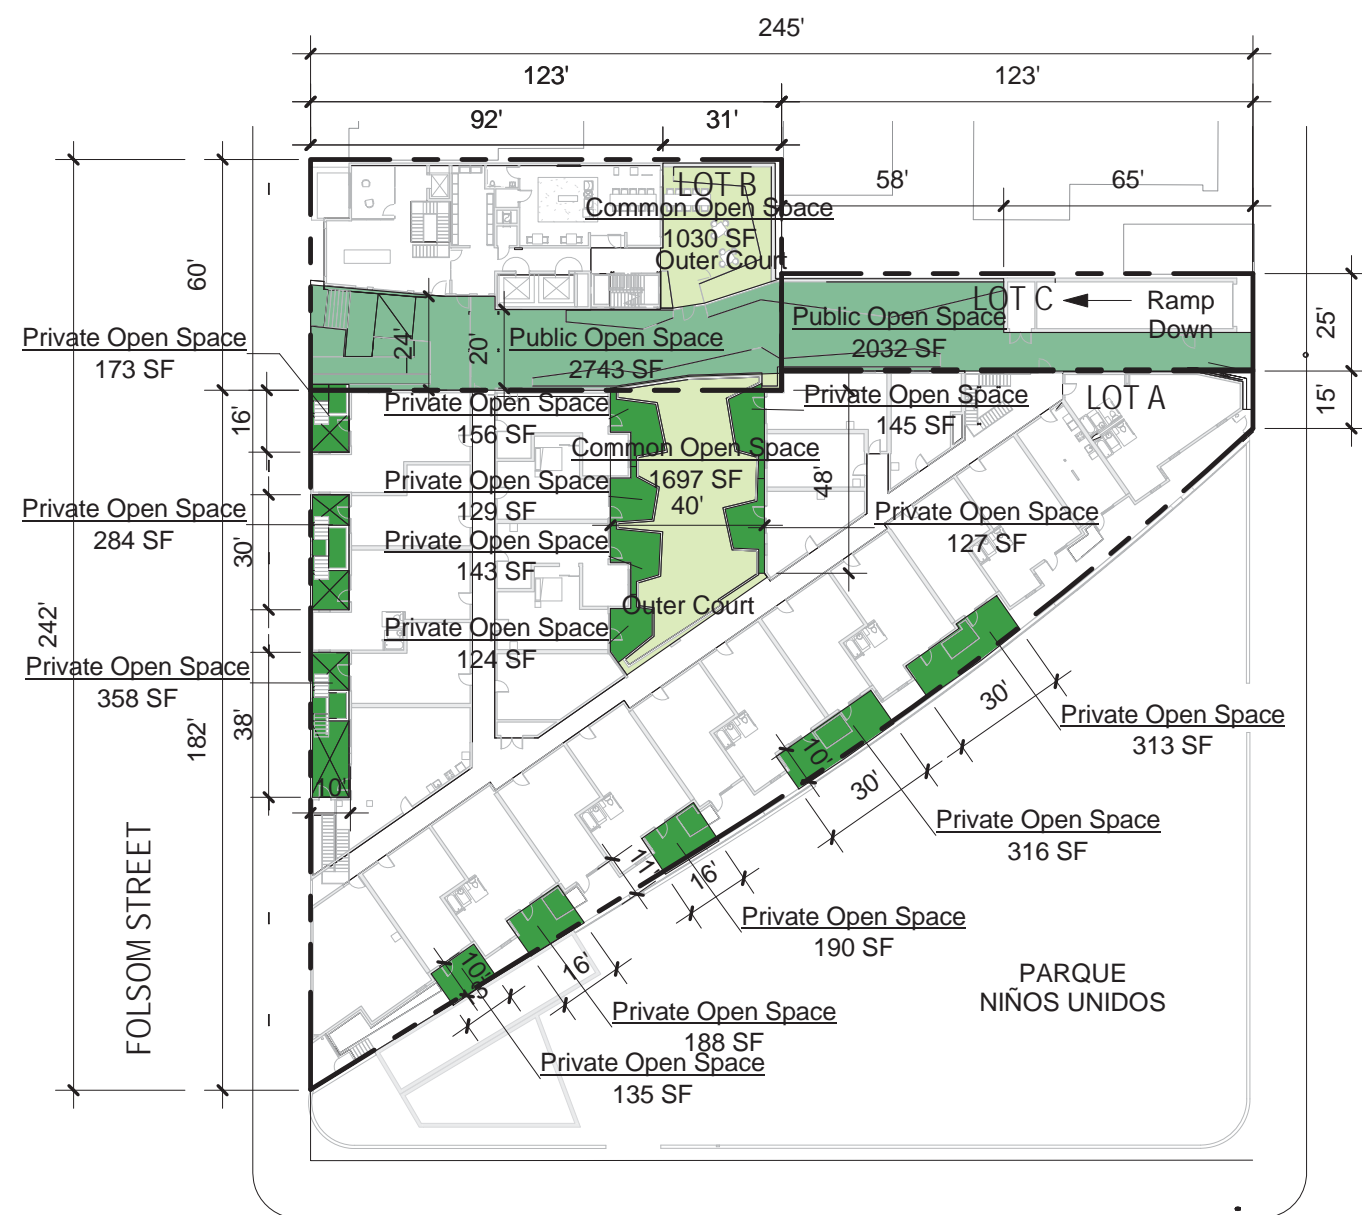 245'
123'
123'
92'
31'
58'
65'
LOT B
Common Open Space
1030 SF
Outer Court
60'
LOT C
Ramp
Down
25'
Public Open Space
2032 SF
24'
20'
Public Open Space
2743 SF
Private Open Space
173 SF
LOT A
15'
16'
Private Open Space
156 SF
Private Open Space
145 SF
Common Open Space
1697 SF
40'
48'
Private Open Space
129 SF
Private Open Space
284 SF
Private Open Space
127 SF
30'
Private Open Space
143 SF
Outer Court
242'
Private Open Space
124 SF
Private Open Space
358 SF
182'
38'
30'
Private Open Space
313 SF
10'
10'
30'
Private Open Space
316 SF
11'
16'
Private Open Space
190 SF
FOLSOM STREET
16'
10'
PARQUE
NIÑOS UNIDOS
Private Open Space
188 SF
Private Open Space
135 SF